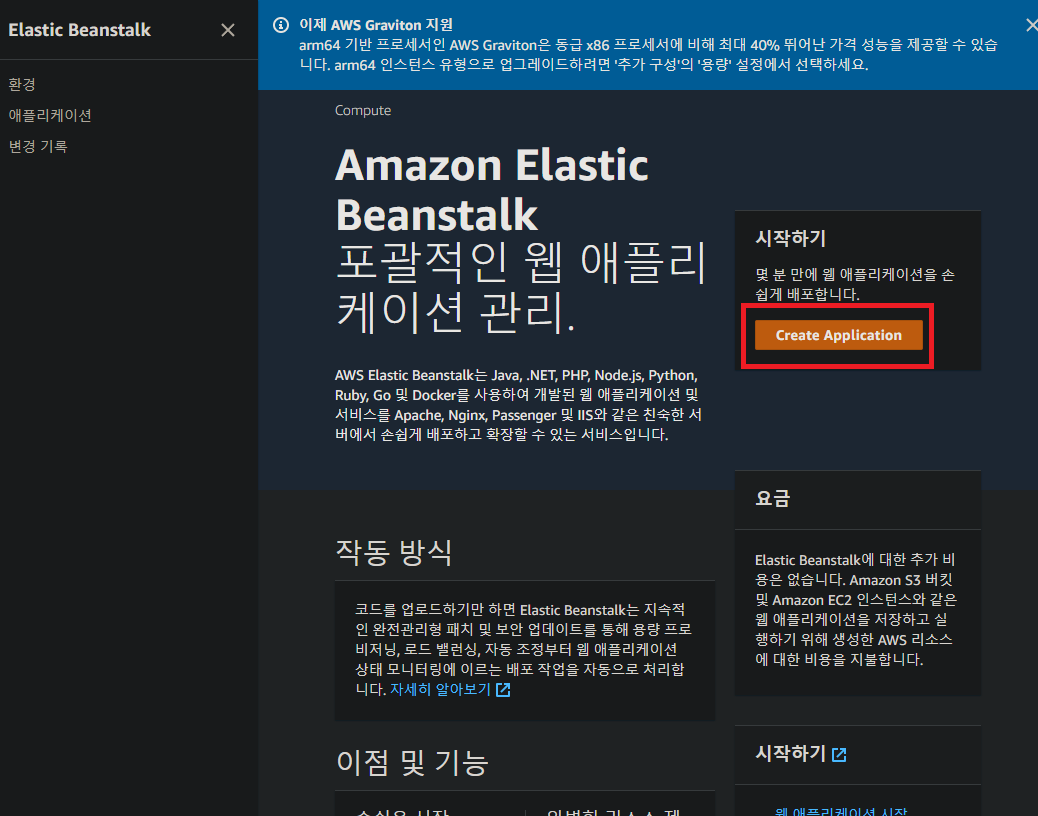 Elastic Beanstalk
환경
애플리케이션
변경 기록
이제 AWS Graviton 지원
arm64 기반 프로세서인 AWS Graviton은 동급 x86 프로세서에 비해 최대 40% 뛰어난 가격 성능을 제공할 수 있습
니다. arm64 인스턴스 유형으로 업그레이드하려면 '추가 구성'의 '용량' 설정에서 선택하세요.
Compute
Amazon Elastic
Beanstalk
포괄적인 웹 애플리
케이션 관리.
AWS Elastic Beanstalk는 Java, .NET, PHP, Node.js, Python,
Ruby, Go 및 Docker를 사용하여 개발된 웹 애플리케이션 및
서비스를 Apache, Nginx, Passenger 및 IIS와 같은 친숙한 서
버에서 손쉽게 배포하고 확장할 수 있는 서비스입니다.
시작하기
몇 분 만에 웹 애플리케이션을 손
쉽게 배포합니다.
Create Application
작동 방식
코드를 업로드하기만 하면 Elastic Beanstalk는 지속적
인 완전관리형 패치 및 보안 업데이트를 통해 용량 프로
비저닝, 로드 밸런싱, 자동 조정부터 웹 애플리케이션
상태 모니터링에 이르는 배포 작업을 자동으로 처리합
니다. 자세히 알아보기
이점 및 기능
요금
Elastic Beanstalk에 대한 추가 비
용은 없습니다. Amazon S3 버킷
및 Amazon EC2 인스턴스와 같은
웹 애플리케이션을 저장하고 실
행하기 위해 생성한 AWS 리소스
에 대한 비용을 지불합니다.
시작하기
웹 애플리케이션 시작